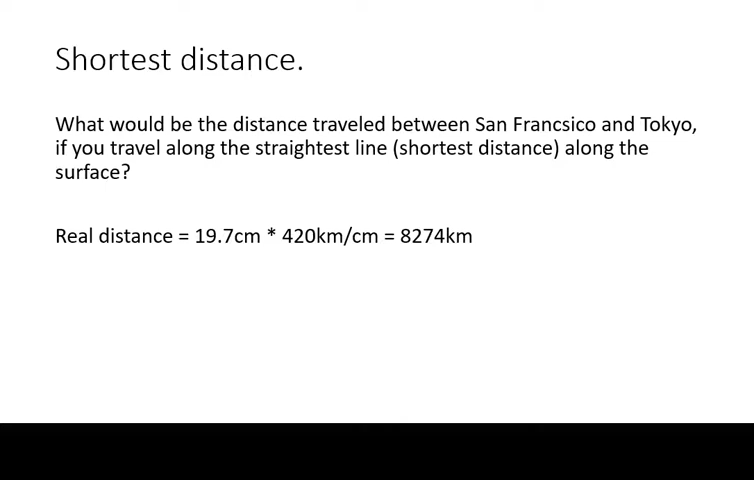 Shortest distance.
What would be the distance traveled between San Francsico and Tokyo,
if you travel along the straightest line (shortest distance) along the
surface?
Real distance = 19.7cm * 420km/cm = 8274km